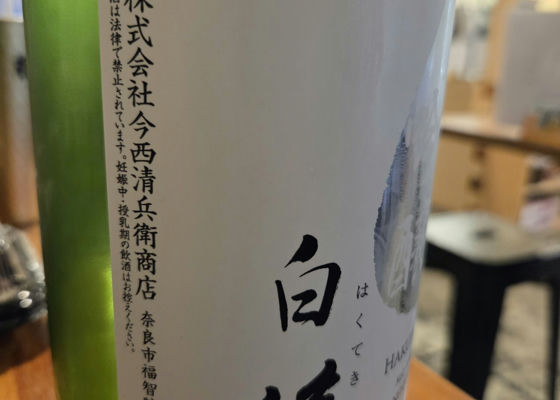 白
はくてき
株式会社 今西清兵衛商店 奈良市福智
は法律で禁止されています。妊娠中・授乳期の飲酒はお控えください。